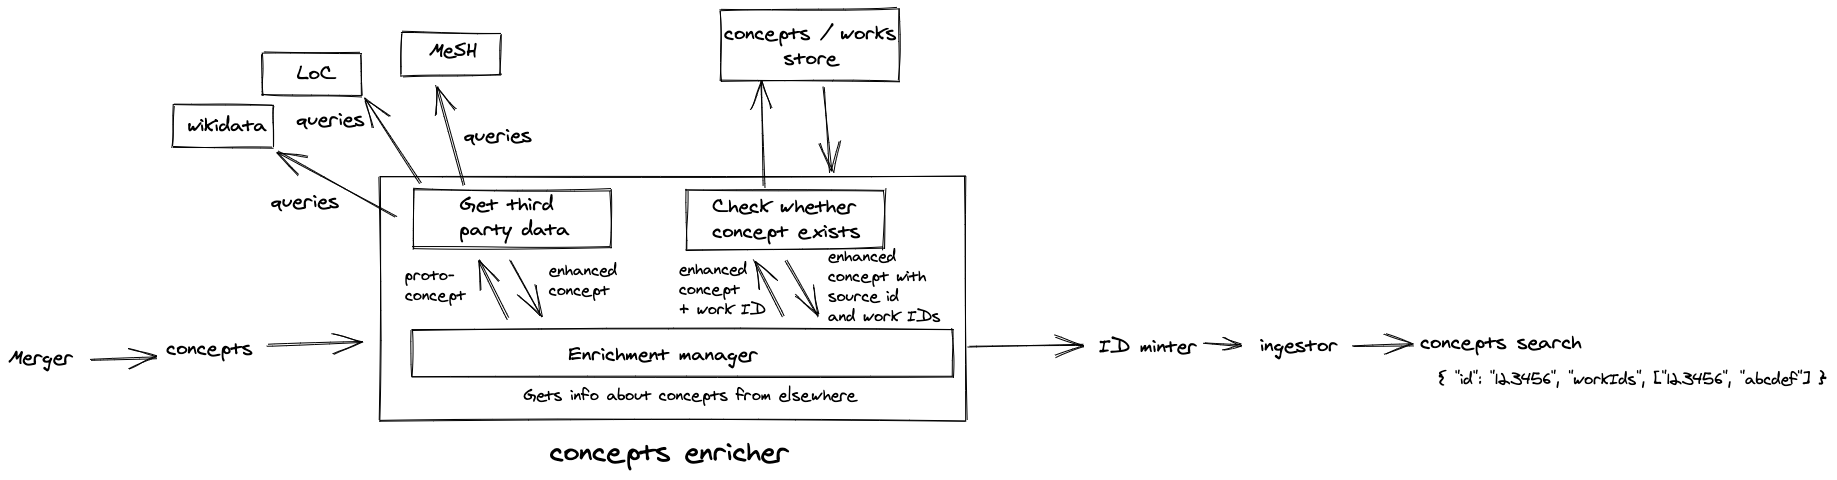 concepts / works
store
MeSH
LoC
wikidata
queries
queries
queries
Get third
party data
Check whether
concept exists
proto-
concept
enhanced
concept
enhanced
concept
+ work ID
enhanced
concept with
source id
and work IDs
Merger
concepts
Enrichment manager
Gets info about concepts from elsewhere
concepts enricher
ID minter
ingestor
concepts search
{ "id": "123456", "workIds", ["123456", "abcdef"] }